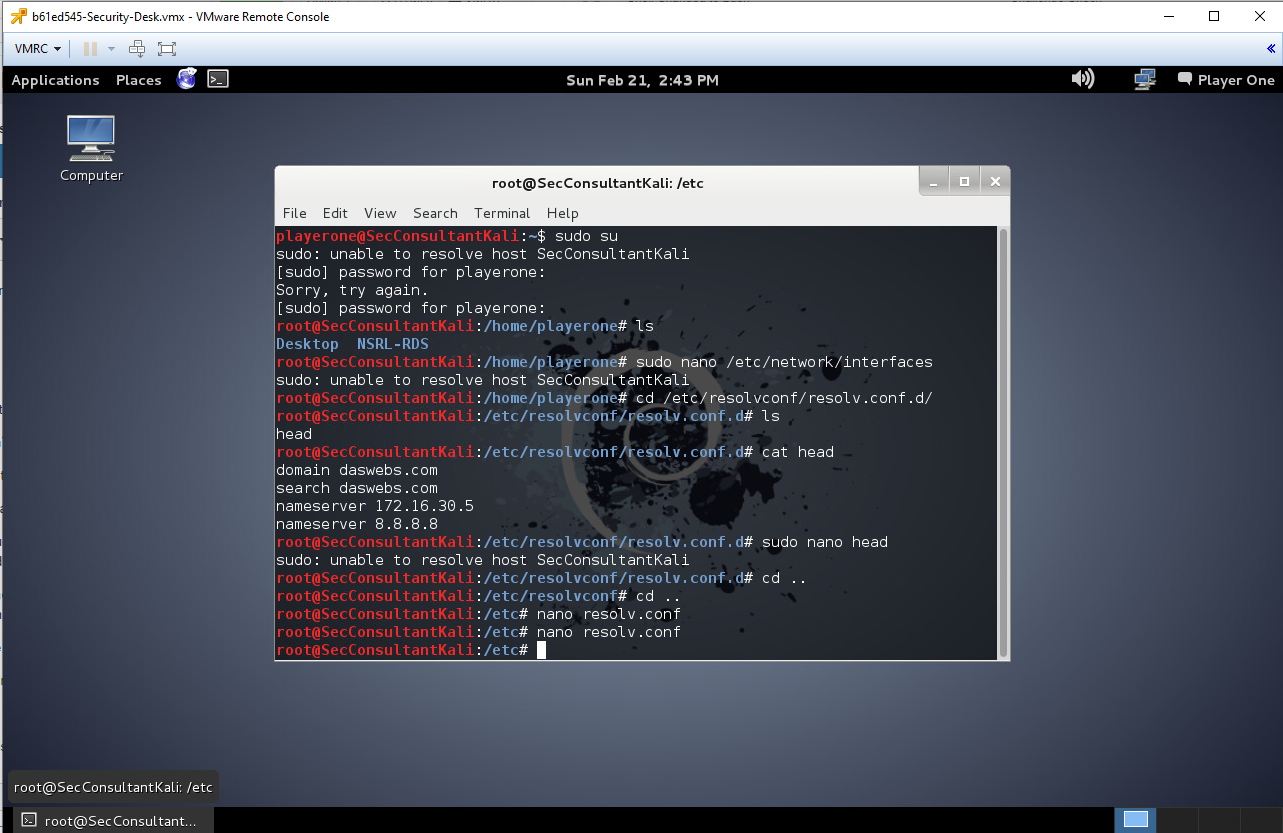 b61ed545-Security-Desk.vmx - VMware Remote Console
VMRC
Applications Places Sun Feb 21, 2:43 PM Player One
Computer
root@SecConsultantKali: /etc
File Edit View Search Terminal Help
playerone@SecConsultantKali:~$ sudo su
sudo: unable to resolve host SecConsultantKali
[sudo] password for playerone:
Sorry, try again.
[sudo] password for playerone:
root@SecConsultantKali:/home/playerone# ls
Desktop  NSRL-RDS
root@SecConsultantKali:/home/playerone# sudo nano /etc/network/interfaces
sudo: unable to resolve host SecConsultantKali
root@SecConsultantKali:/home/playerone# cd /etc/resolvconf/resolv.conf.d/
root@SecConsultantKali:/etc/resolvconf/resolv.conf.d# ls
head
root@SecConsultantKali:/etc/resolvconf/resolv.conf.d# cat head
domain daswebs.com
search daswebs.com
nameserver 172.16.30.5
nameserver 8.8.8.8
root@SecConsultantKali:/etc/resolvconf/resolv.conf.d# sudo nano head
sudo: unable to resolve host SecConsultantKali
root@SecConsultantKali:/etc/resolvconf/resolv.conf.d# cd ..
root@SecConsultantKali:/etc/resolvconf# cd ..
root@SecConsultantKali:/etc# nano resolv.conf
root@SecConsultantKali:/etc# nano resolv.conf
root@SecConsultantKali:/etc#
root@SecConsultantKali: /etc
root@SecConsultant...